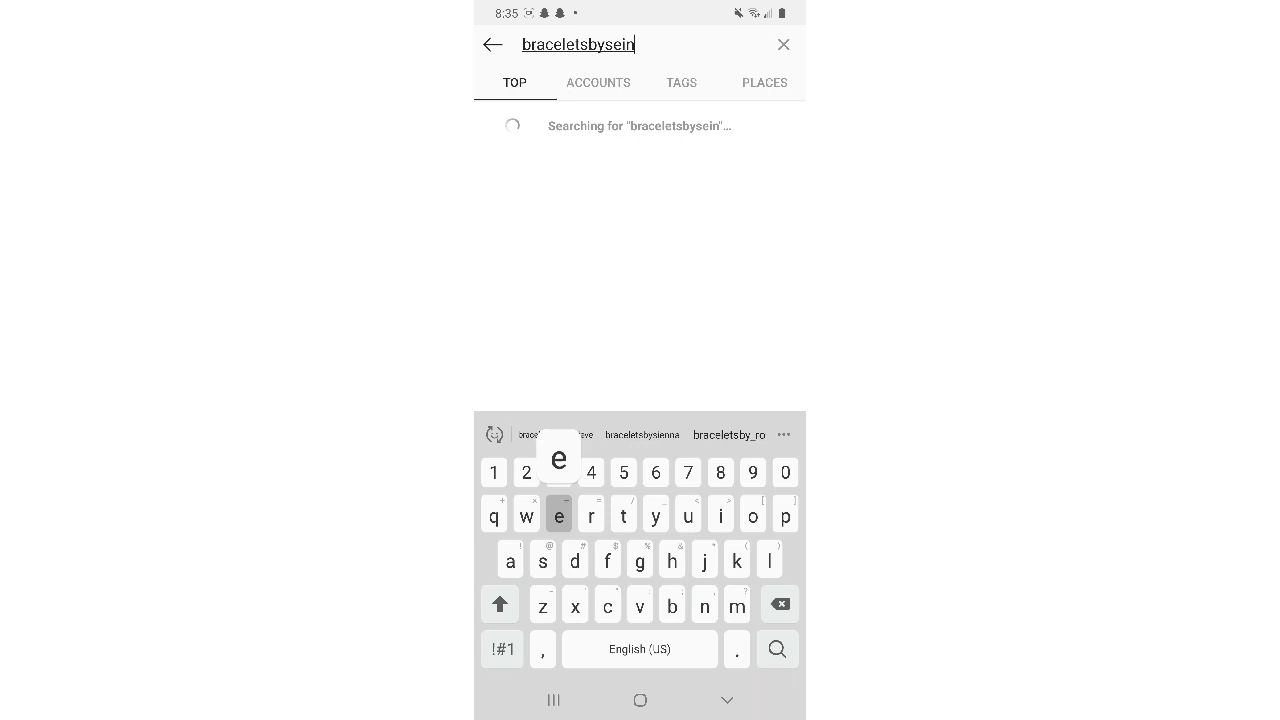 8:35
braceletsbysein
TOP ACCOUNTS TAGS PLACES
Searching for "braceletsbysein"...
braceletsbysienna braceletsby_ro
e
1 2 4 5 6 7 8 9 0
q w e r t y u i o p
a s d f g h j k l
z x c v b n m
!#1 , English (US) .